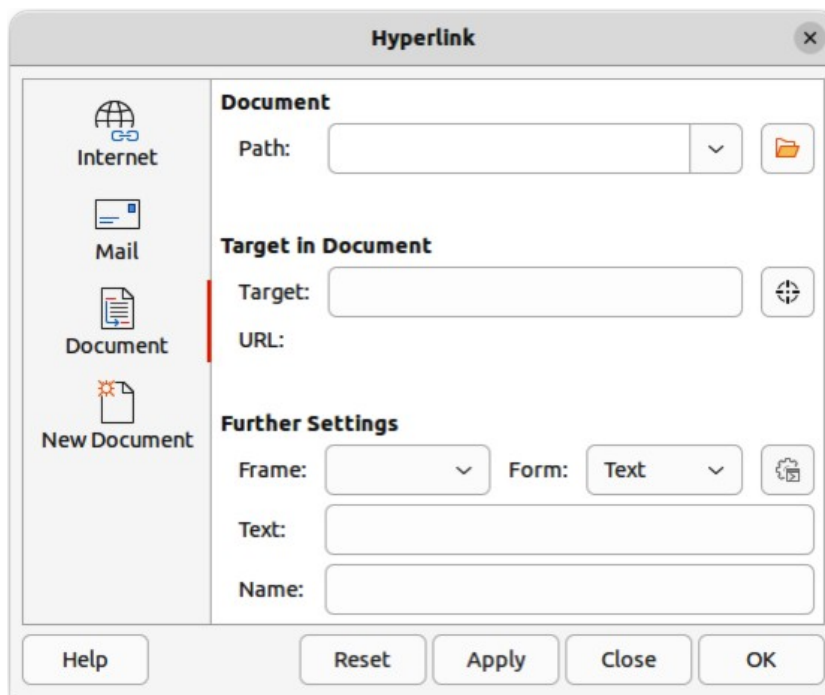 Hyperlink
Internet
Mail
Document
New Document
Document
Path:
Target in Document
Target:
URL:
Further Settings
Frame:
Form: Text
Text:
Name:
Help Reset Apply Close OK